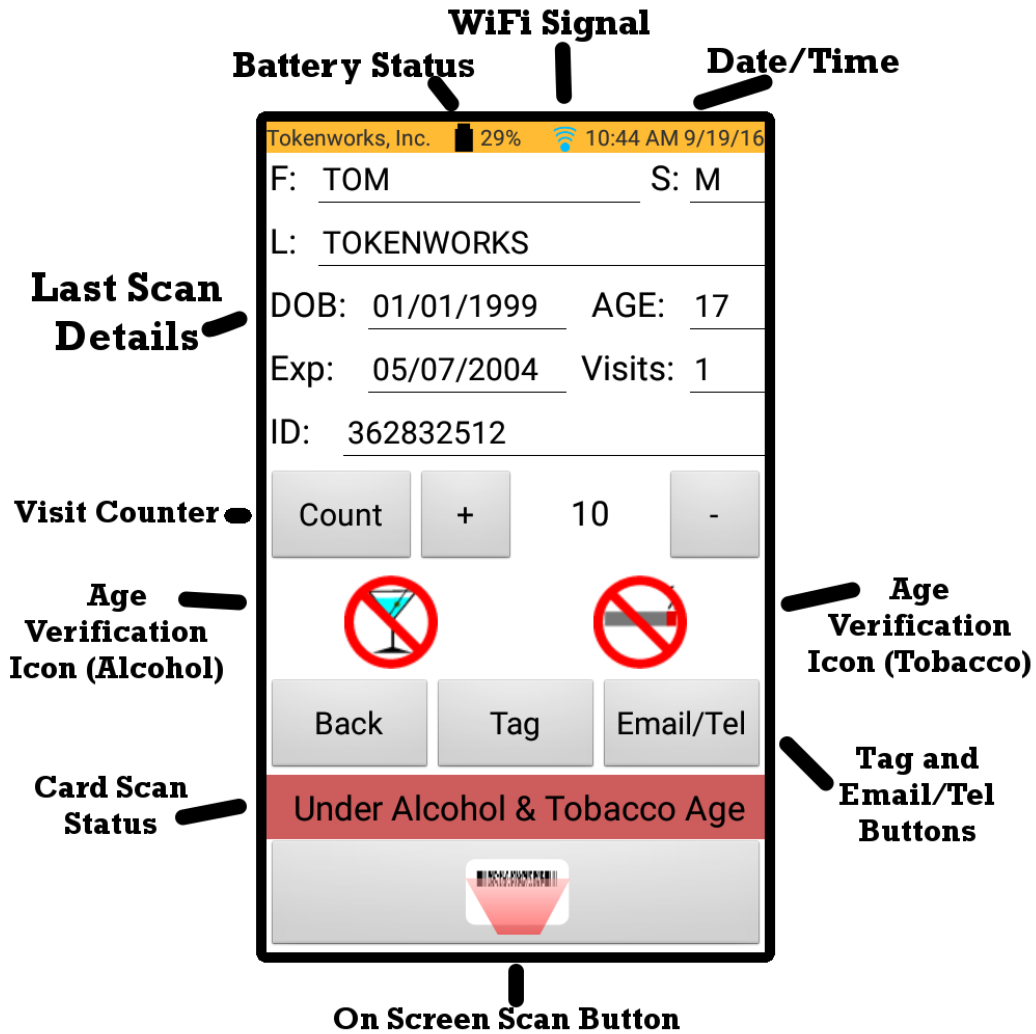 WiFi Signal
Battery Status
Date/Time
Tokenworks, Inc. 29% 10:44 AM 9/19/16
F: TOM S: M
L: TOKENWORKS
Last Scan
Details
DOB: 01/01/1999 AGE: 17
Exp: 05/07/2004 Visits: 1
ID: 362832512
Visit Counter
Count + 10 -
Age
Verification
Icon (Alcohol)
Age
Verification
Icon (Tobacco)
Back Tag Email/Tel
Card Scan
Status
Tag and
Email/Tel
Buttons
Under Alcohol & Tobacco Age
On Screen Scan Button